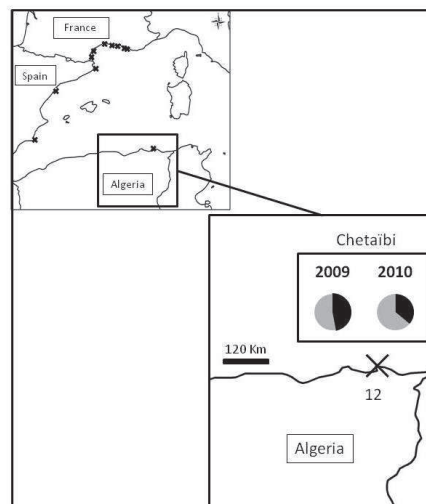 France
Spain
Algeria
Chetaïbi
2009 2010
120 Km
12
Algeria